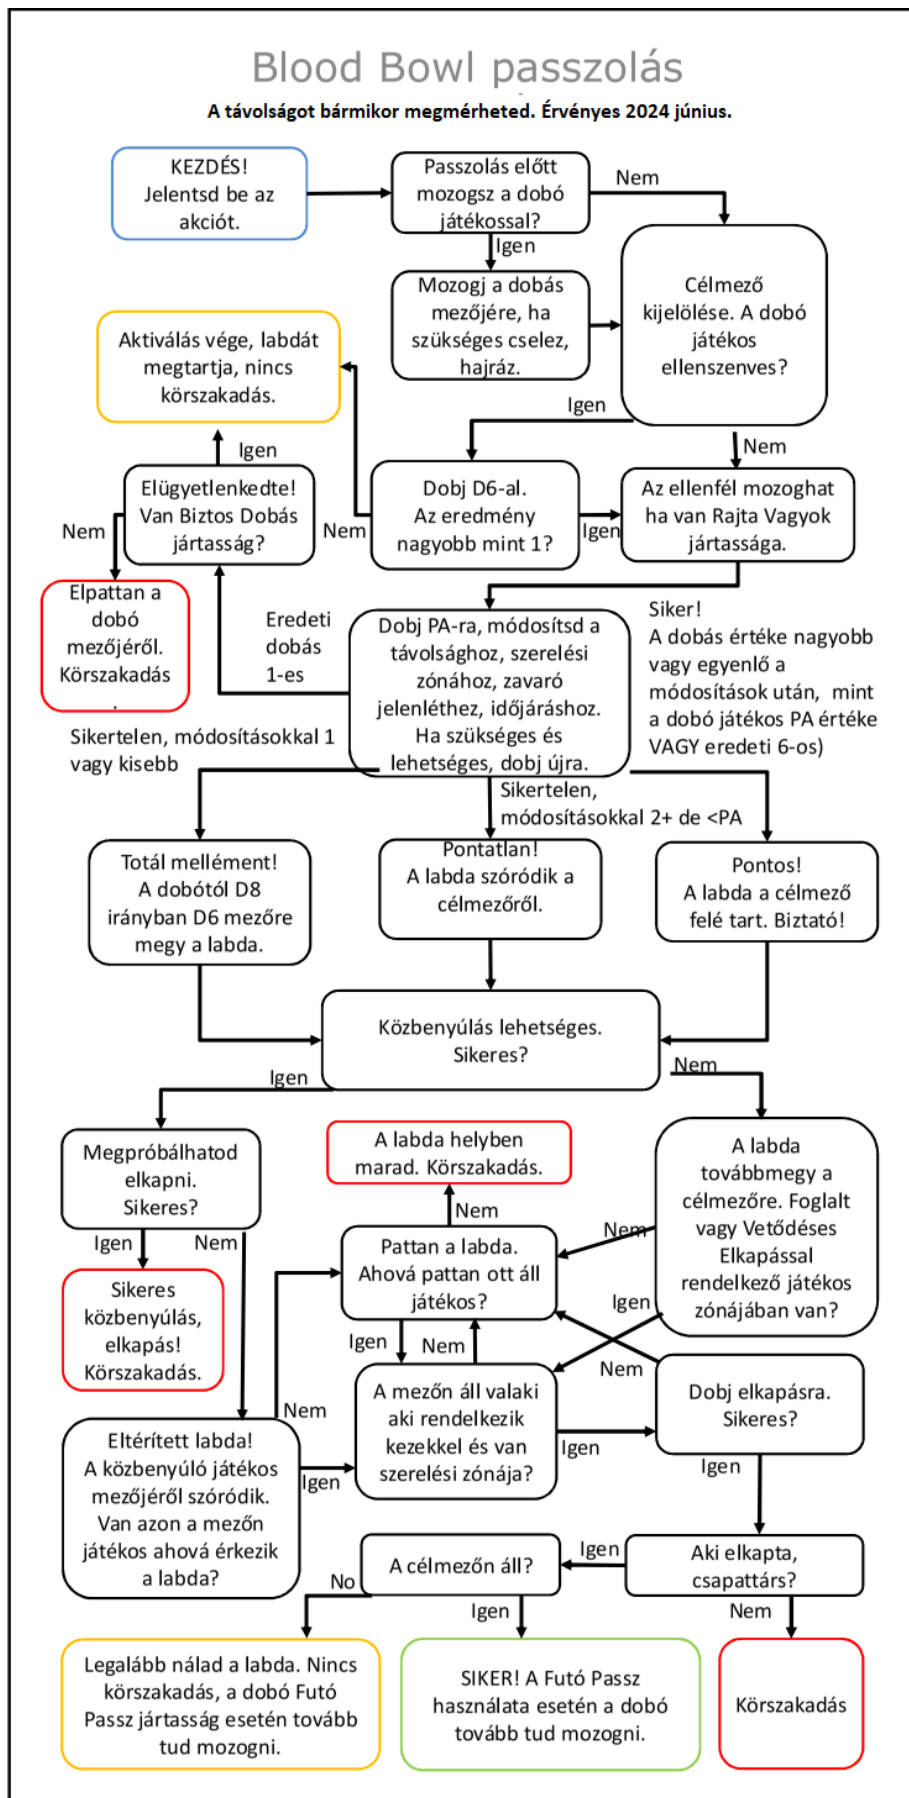 Blood Bowl passzolás
A távolságot bármikor megmérheted. Érvényes 2024 június.
KEZDÉS!
Jelentsd be az
akciót.
Passzolás előtt
mozogsz a dobó
játékossal?
Nem
Igen
Mozogj a dobás
mezőjére, ha
szükséges cselez,
hajráz.
Célmező
kijelölése. A dobó
játékos
ellenszenves?
Aktiválás vége, labdát
megtartja, nincs
körszakadás.
Igen
Nem
Igen
Elügyetlenkedte!
Van Biztos Dobás
jártasság?
Nem
Dobj D6-al.
Az eredmény
nagyobb mint 1?
Nem
Igen
Az ellenfél mozoghat
ha van Rajta Vagyok
jártassága.
Elpattan a
dobó
mezőjéről.
Körszakadás
.
Eredeti
dobás
1-es
Dobj PA-ra, módosítsd a
távolsághoz, szerelési
zónához, zavaró
jelenléthez, időjáráshoz.
Ha szükséges és
lehetséges, dobj újra.
Siker!
A dobás értéke nagyobb
vagy egyenlő a
módosítások után, mint
a dobó játékos PA értéke
VAGY eredeti 6-os)
Sikertelen, módosításokkal 1
vagy kisebb
Sikertelen,
módosításokkal 2+ de <PA
Totál mellément!
A dobótól D8
irányban D6 mezőre
megy a labda.
Pontatlan!
A labda szóródik a
célmezőről.
Pontos!
A labda a célmező
felé tart. Biztató!
Közbenyúlás lehetséges.
Sikeres?
Igen
Nem
Megpróbálhatod
elkapni.
Sikeres?
A labda helyben
marad. Körszakadás.
A labda
továbbmegy a
célmezőre. Foglalt
vagy Vetődéses
Elkapással
rendelkező játékos
zónájában van?
Igen
Nem
Nem
Nem
Pattan a labda.
Ahová pattan ott áll
játékos?
Sikeres
közbenyúlás,
elkapás!
Körszakadás.
Igen
Nem
Igen
Nem
A mezőn áll valaki
aki rendelkezik
kezekkel és van
szerelési zónája?
Dobj elkapásra.
Sikeres?
Nem
Eltérített labda!
A közbenyúló játékos
mezőjéről szóródik.
Van azon a mezőn
játékos ahová érkezik
a labda?
Igen
Igen
Igen
A célmezőn áll?
Igen
Aki elkapta,
csapattárs?
No
Igen
Nem
Legalább nálad a labda. Nincs
körszakadás, a dobó Futó
Passz jártasság esetén tovább
tud mozogni.
SIKER! A Futó Passz
használata esetén a dobó
tovább tud mozogni.
Körszakadás